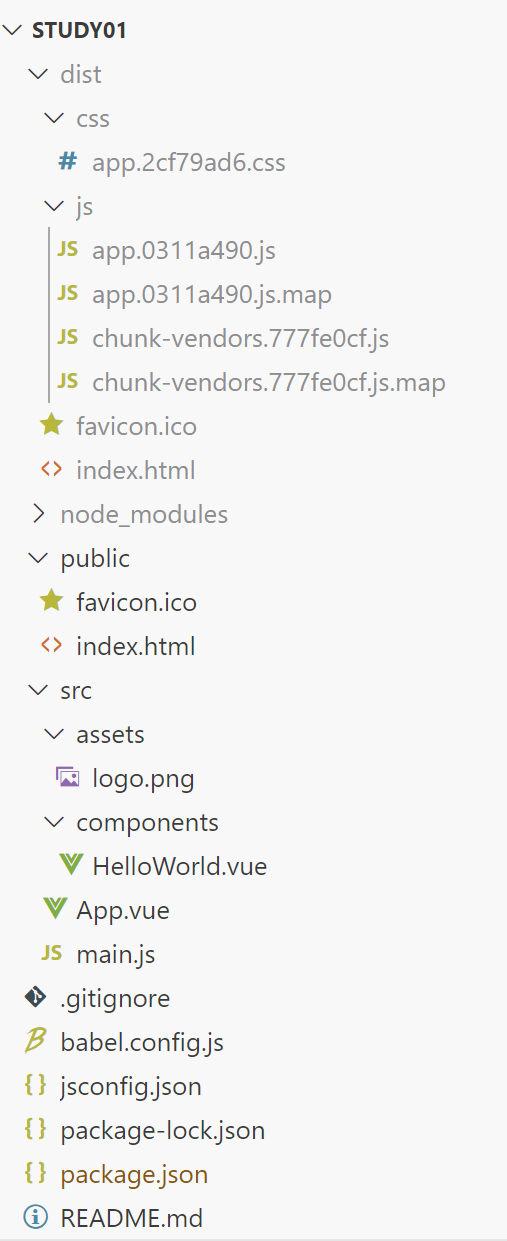 STUDY01
dist
css
# app.2cf79ad6.css
js
JS app.0311a490.js
JS app.0311a490.js.map
JS chunk-vendors.777fe0cf.js
JS chunk-vendors.777fe0cf.js.map
favicon.ico
<> index.html
node_modules
public
favicon.ico
<> index.html
src
assets
logo.png
components
HelloWorld.vue
App.vue
JS main.js
.gitignore
babel.config.js
{} jsconfig.json
{} package-lock.json
{} package.json
README.md